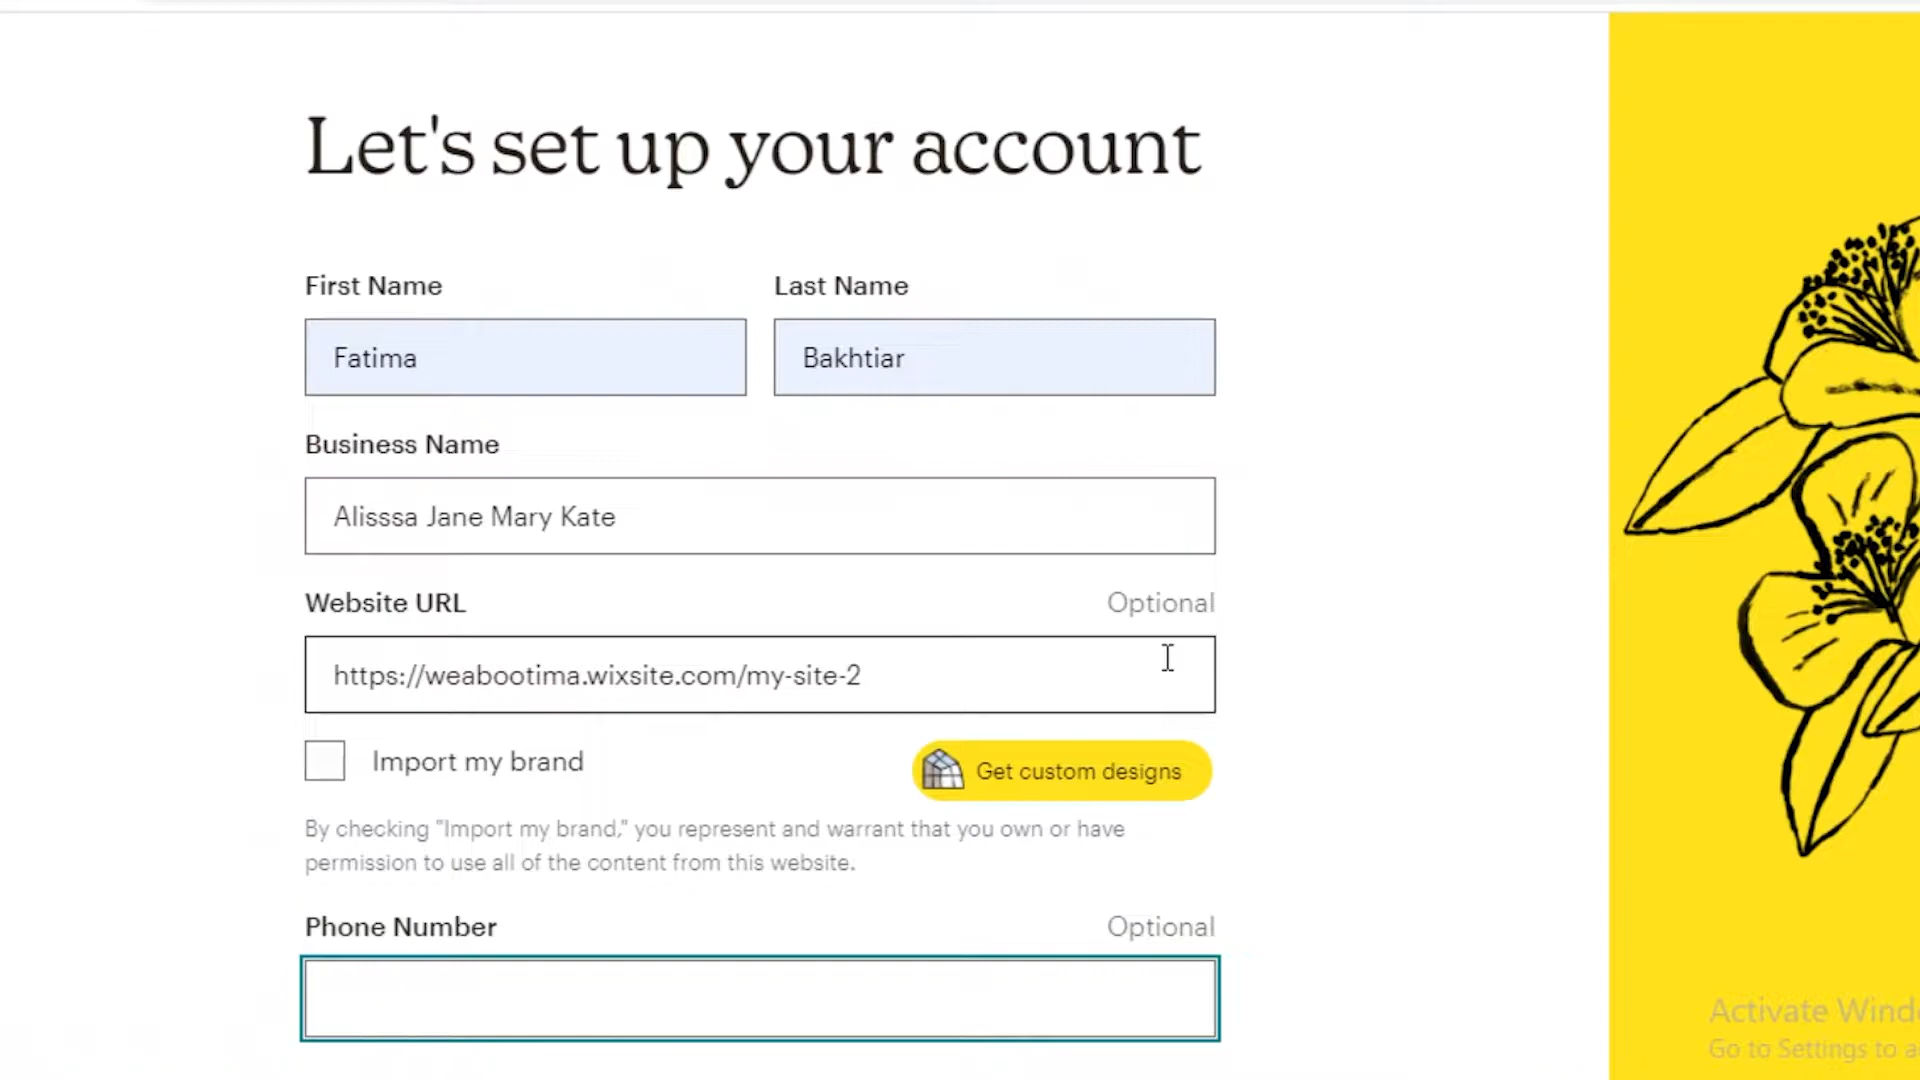 Let's set up your account
First Name Last Name
Fatima Bakhtiar
Business Name
Alisssa Jane Mary Kate
Website URL Optional
https://weabootima.wixsite.com/my-site-2
Import my brand Get custom designs
By checking "Import my brand," you represent and warrant that you own or have
permission to use all of the content from this website.
Phone Number Optional
Activate Wind
Go to Settings to a